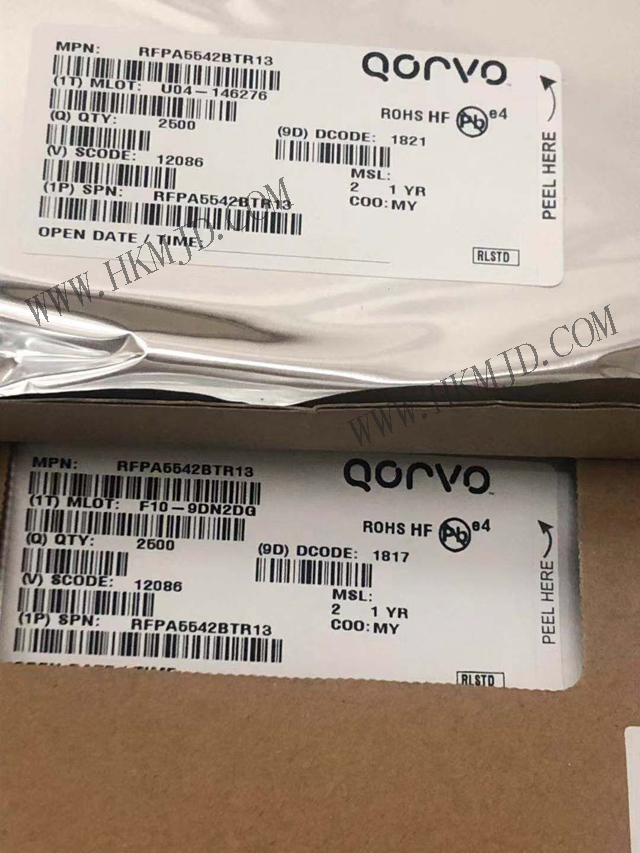 MPN: RFPA5542BTR13
QORVO
(1T) MLOT: U04-146276
ROHS HF Pb e4
(Q) QTY: 2500
(9D) DCODE: 1821
(V) SCODE: 12086
MSL:
2 1 YR
(1P) SPN: RFPA5542BTR13
COO: MY
OPEN DATE / TIME
RLSTD
PEEL HERE
WWW.HKMJD.COM
WWW.HKMJD.COM
MPN: RFPA5542BTR13
QORVO
(1T) MLOT: F10-9DN2DG
ROHS HF Pb e4
(Q) QTY: 2500
(9D) DCODE: 1817
(V) SCODE: 12086
MSL:
2 1 YR
(1P) SPN: RFPA5542BTR13
COO: MY
OPEN DATE / TIME
RLSTD
PEEL HERE